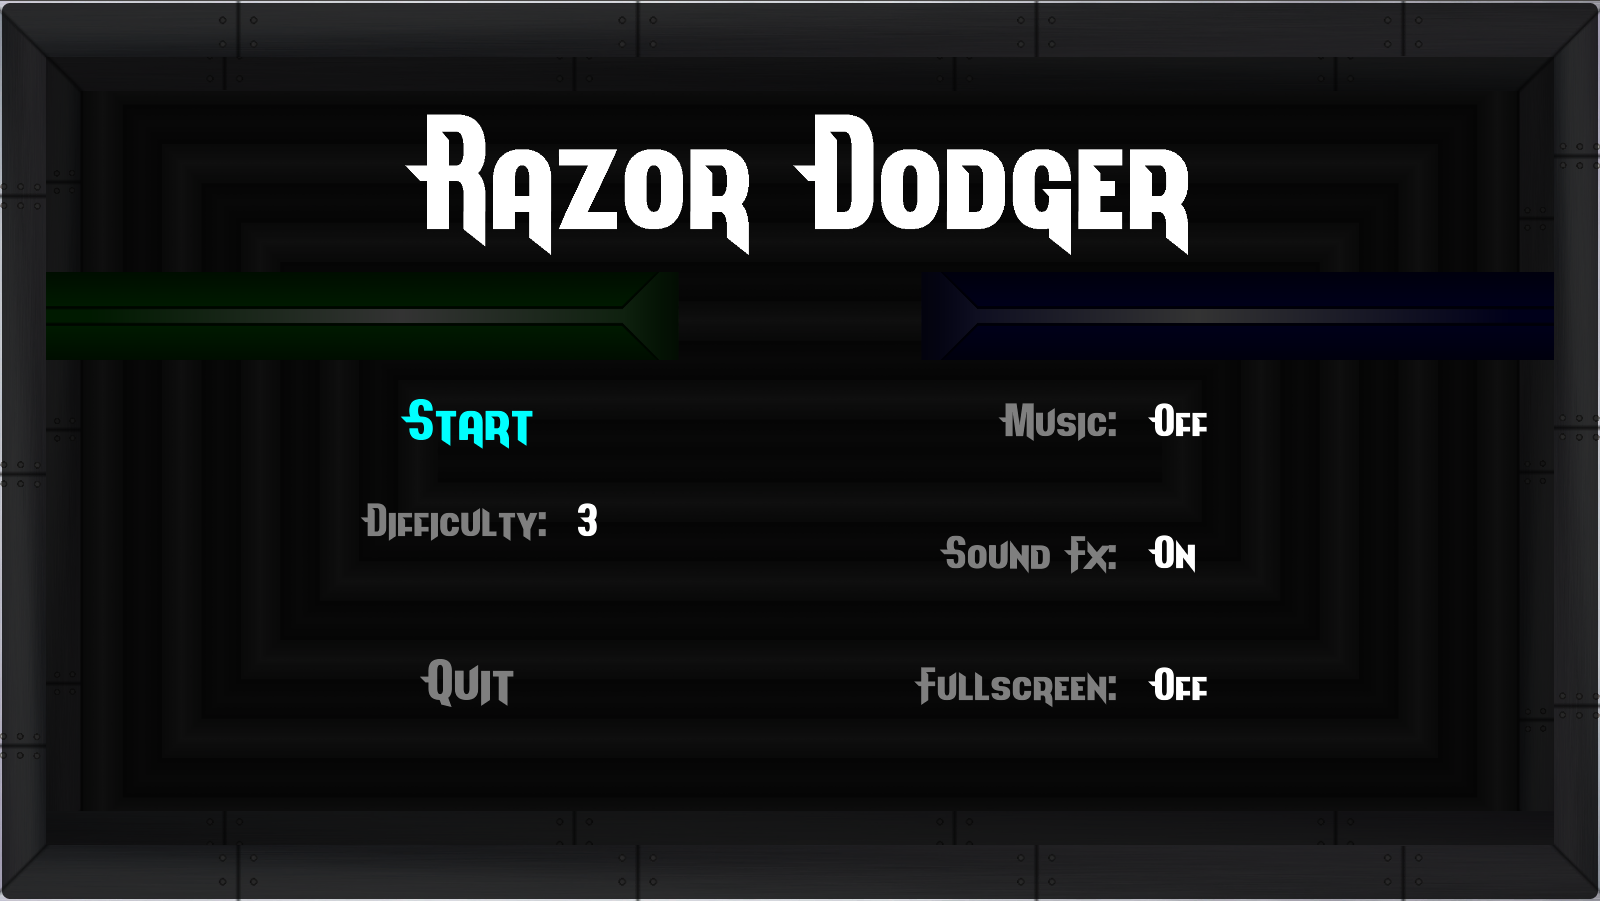 Razor Dodger
Start
Difficulty: 3
Quit
Music: Off
Sound Fx: On
Fullscreen: Off